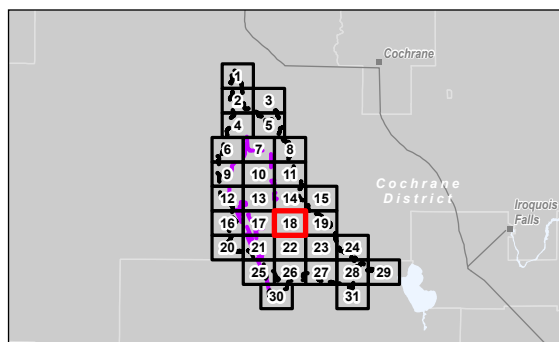 Cochrane
1
2 3
4 5
6 7 8
9 10 11
12 13 14 15
Cochrane
District
Iroquois
Falls
16 17 18 19
20 21 22 23 24
25 26 27 28 29
30 31